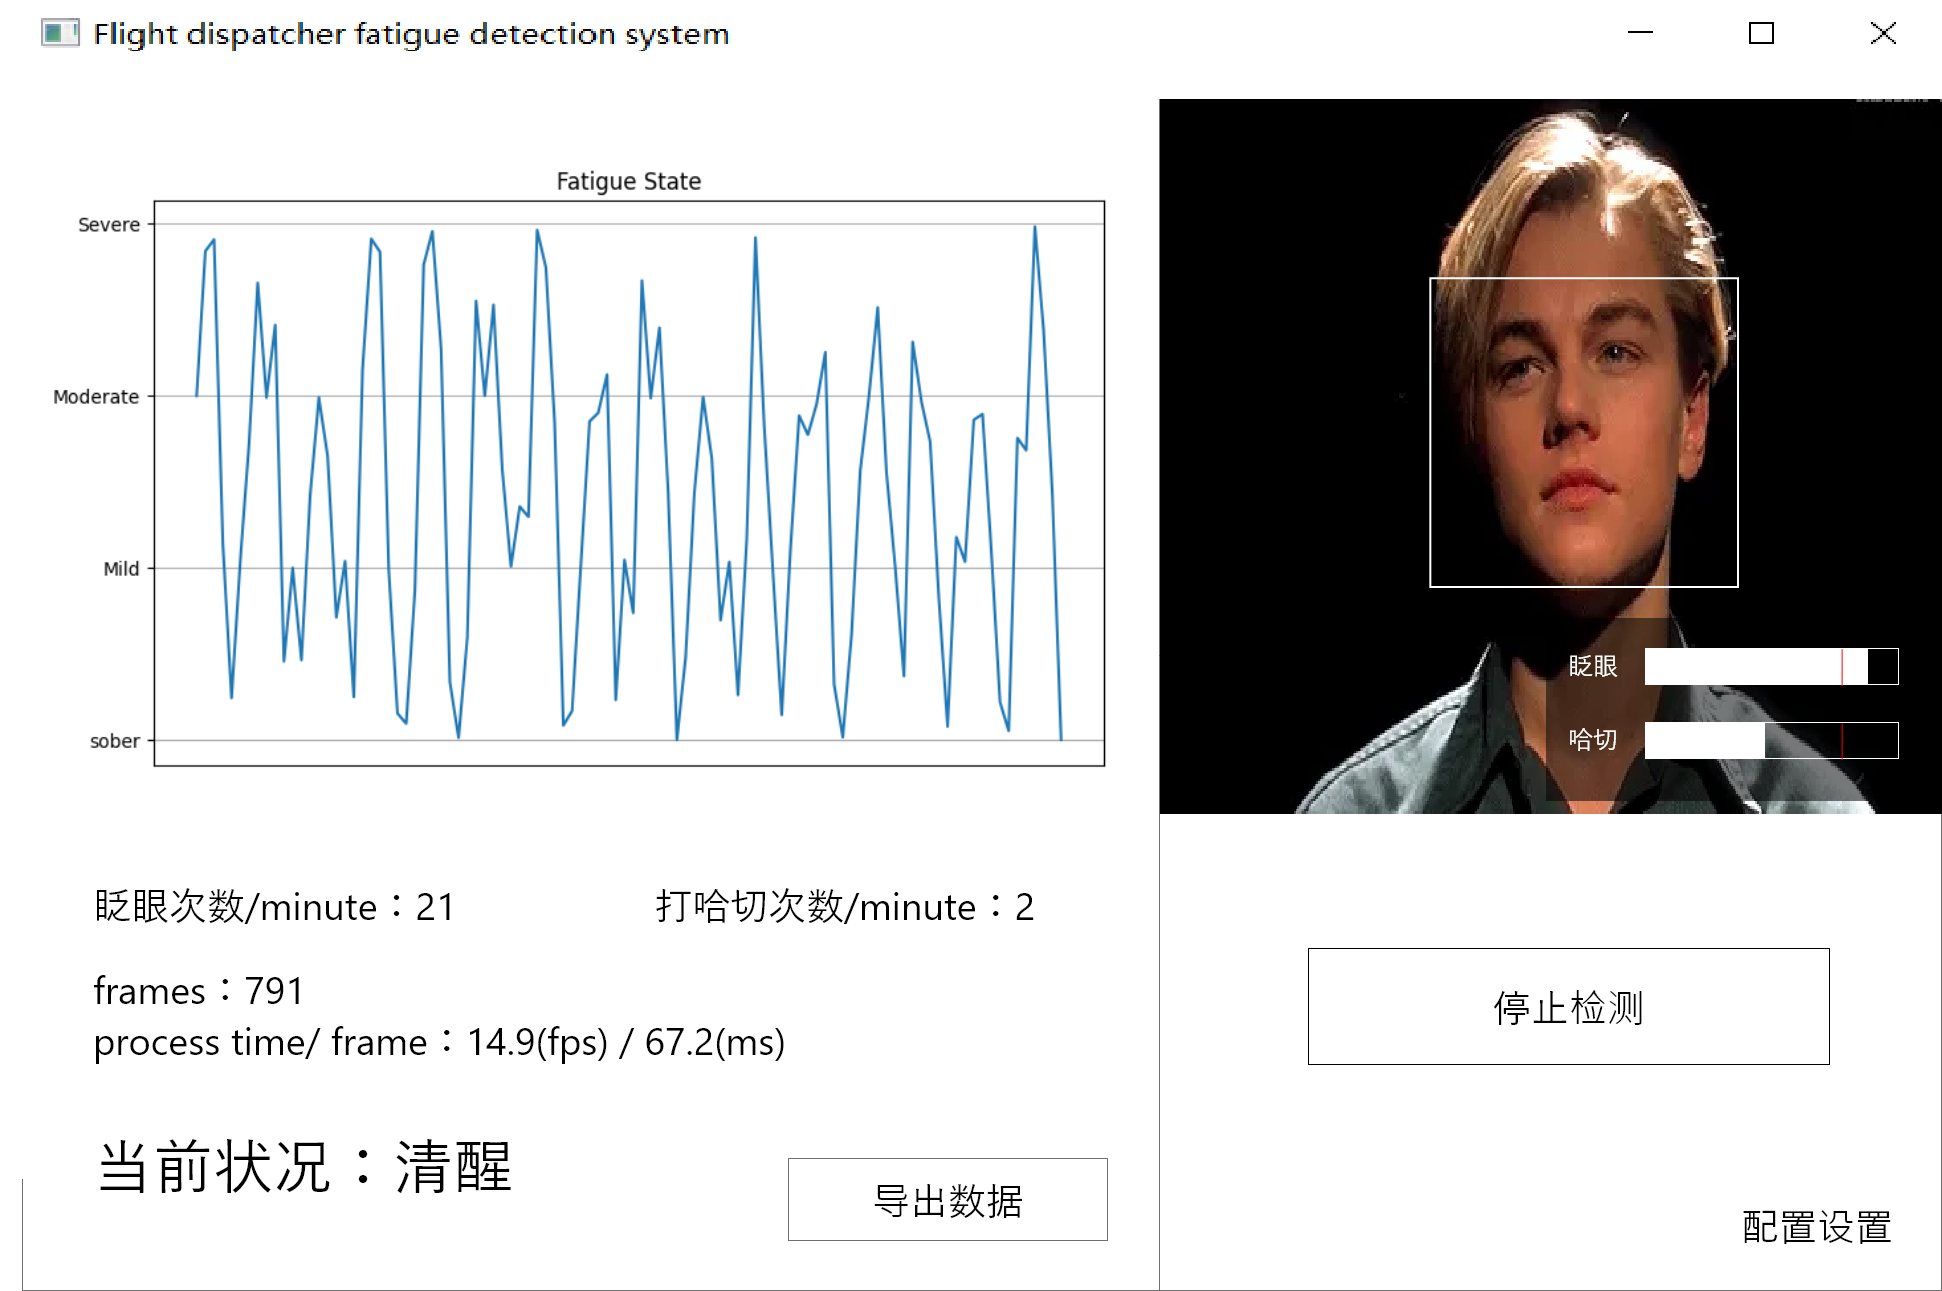 Flight dispatcher fatigue detection system
Fatigue State
Severe
Moderate
Mild
sober
眨眼
哈切
眨眼次数/minute：21
打哈切次数/minute：2
frames：791
process time/ frame：14.9(fps) / 67.2(ms)
当前状况：清醒
导出数据
停止检测
配置设置